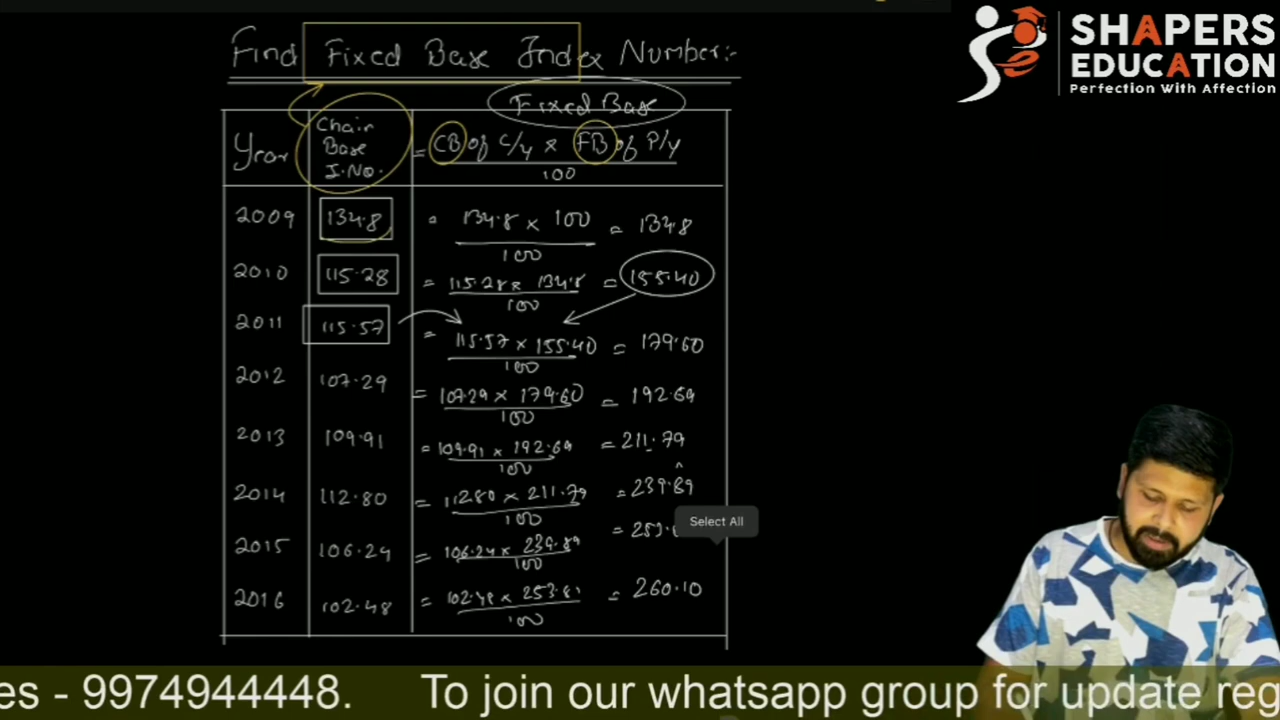 Find Fixed Base Index Number:-
SHAPERS
EDUCATION
Perfection With Affection
Fixed Base
Year
Chain
Base
I.No.
= CB of C/y × FB of P/y
100
2009 134.8 = 134.8 × 100 = 134.8
100
2010 115.28 = 115.28 × 134.8 = 155.40
100
2011 115.57 = 115.57 × 155.40 = 179.60
100
2012 107.29 = 107.29 × 179.60 = 192.69
100
2013 109.91 = 109.91 × 192.69 = 211.79
100
2014 112.80 = 112.80 × 211.79 = 239.89
100
Select All
2015 106.24 = 106.24 × 239.89 =
100
2016 102.48 = 102.48 × 253.81 = 260.10
100
es - 9974944448. To join our whatsapp group for update reg